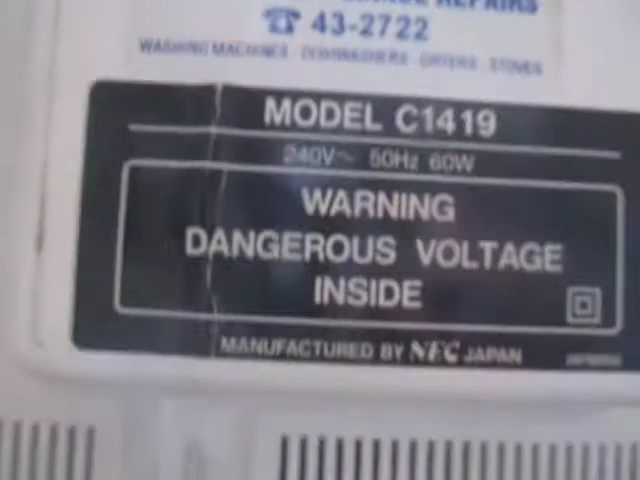 REPAIRS
☎ 43-2722
WASHING MACHINES DISHWASHERS DRYERS STOVES
MODEL C1419
240V~ 50Hz 60W
WARNING
DANGEROUS VOLTAGE
INSIDE
MANUFACTURED BY NEC JAPAN